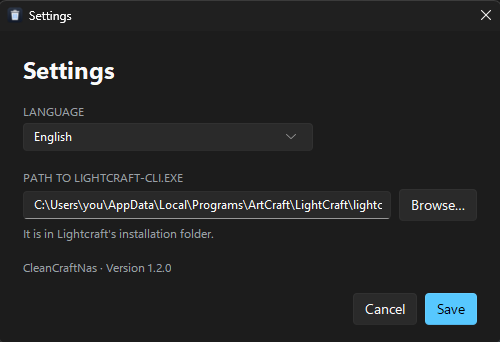 Settings
Settings
LANGUAGE
English
PATH TO LIGHTCRAFT-CLI.EXE
C:\Users\you\AppData\Local\Programs\ArtCraft\LightCraft\lightc
Browse...
It is in Lightcraft's installation folder.
CleanCraftNas · Version 1.2.0
Cancel
Save